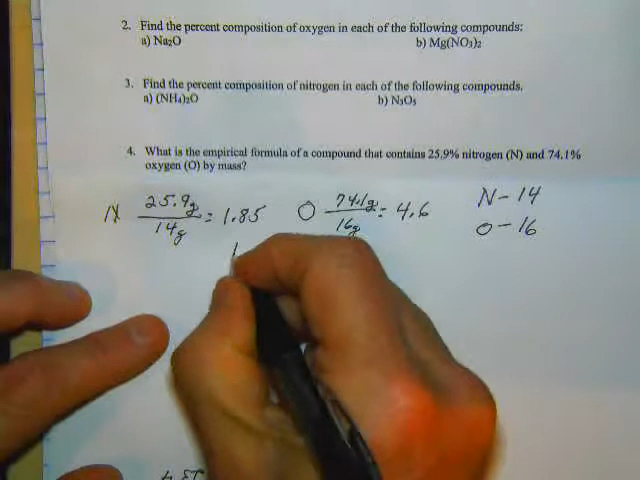 2. Find the percent composition of oxygen in each of the following compounds:
a) Na₂O b) Mg(NO₃)₂
3. Find the percent composition of nitrogen in each of the following compounds.
a) (NH₄)₂O b) N₃O₅
4. What is the empirical formula of a compound that contains 25.9% nitrogen (N) and 74.1%
oxygen (O) by mass?
N 25.9g / 14g = 1.85 O 74.1g / 16g = 4.6 N - 14
O - 16